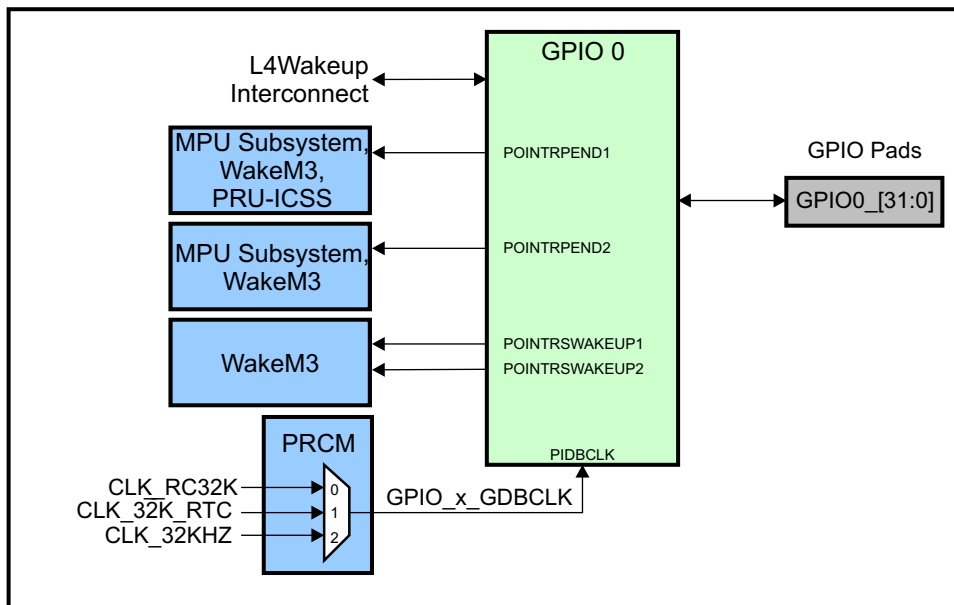 GPIO 0
L4Wakeup
Interconnect
MPU Subsystem,
WakeM3,
PRU-ICSS
POINTRPEND1
GPIO Pads
GPIO0_[31:0]
MPU Subsystem,
WakeM3
POINTRPEND2
WakeM3
POINTRSWAKEUP1
POINTRSWAKEUP2
PRCM
PIDBCLK
CLK_RC32K
0
GPIO_x_GDBCLK
CLK_32K_RTC
1
CLK_32KHZ
2